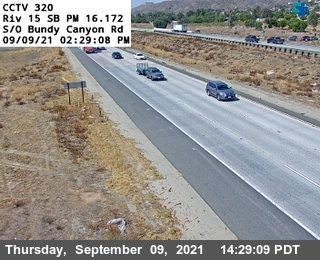 CCTV 320
Riv 15 SB PM 16.172
S/O Bundy Canyon Rd
09/09/21 02:29:08 PM
Thursday, September 09, 2021 14:29:09 PDT